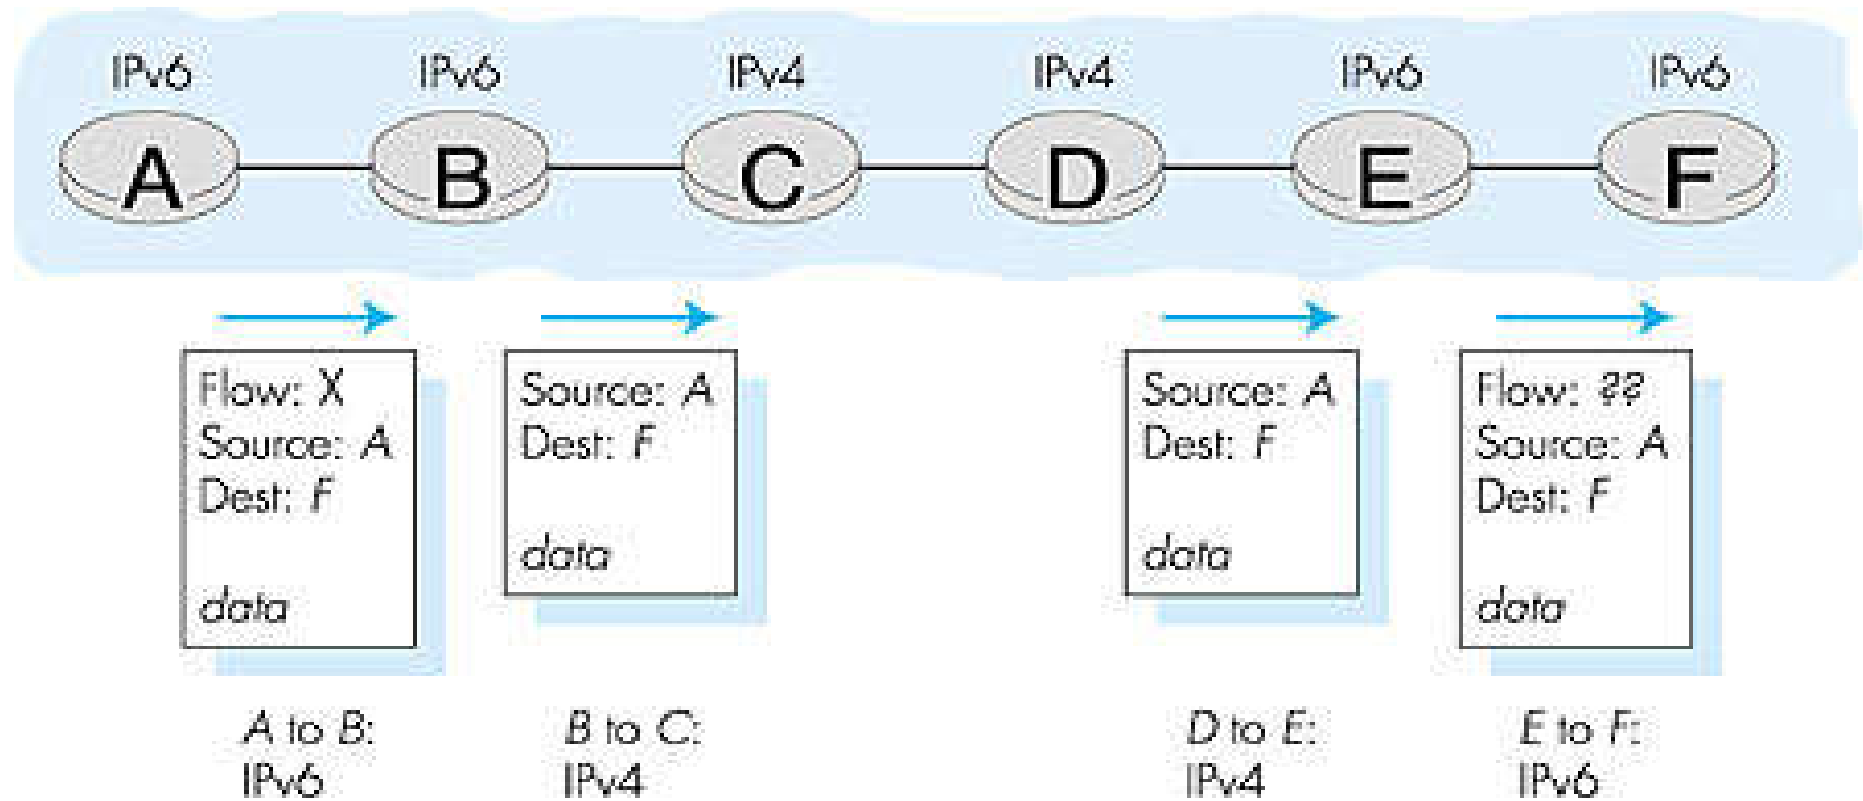 IPv6 IPv6 IPv4 IPv4 IPv6 IPv6
A B C D E F
Flow: X
Source: A
Dest: F
data
Source: A
Dest: F
data
Source: A
Dest: F
data
Flow: ??
Source: A
Dest: F
data
A to B:
IPv6
B to C:
IPv4
D to E:
IPv4
E to F:
IPv6